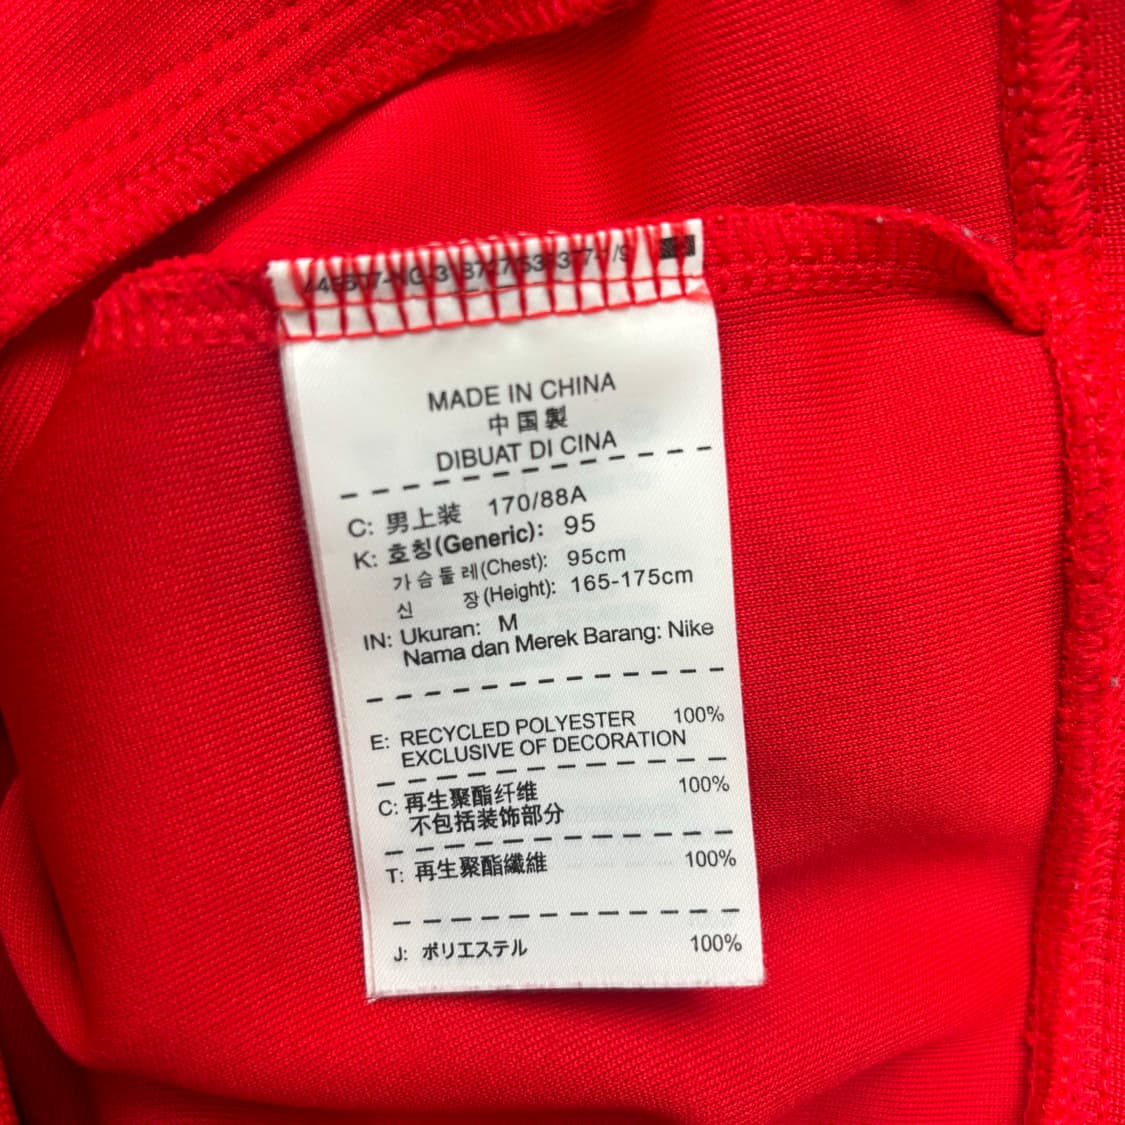 MADE IN CHINA
中国製
DIBUAT DI CINA
C: 男上装 170/88A
K: 호칭(Generic): 95
가슴둘레(Chest): 95cm
신 장(Height): 165-175cm
IN: Ukuran: M
Nama dan Merek Barang: Nike
E: RECYCLED POLYESTER 100%
EXCLUSIVE OF DECORATION
C: 再生聚酯纤维 100%
不包括装饰部分
T: 再生聚酯纖維 100%
J: ポリエステル 100%